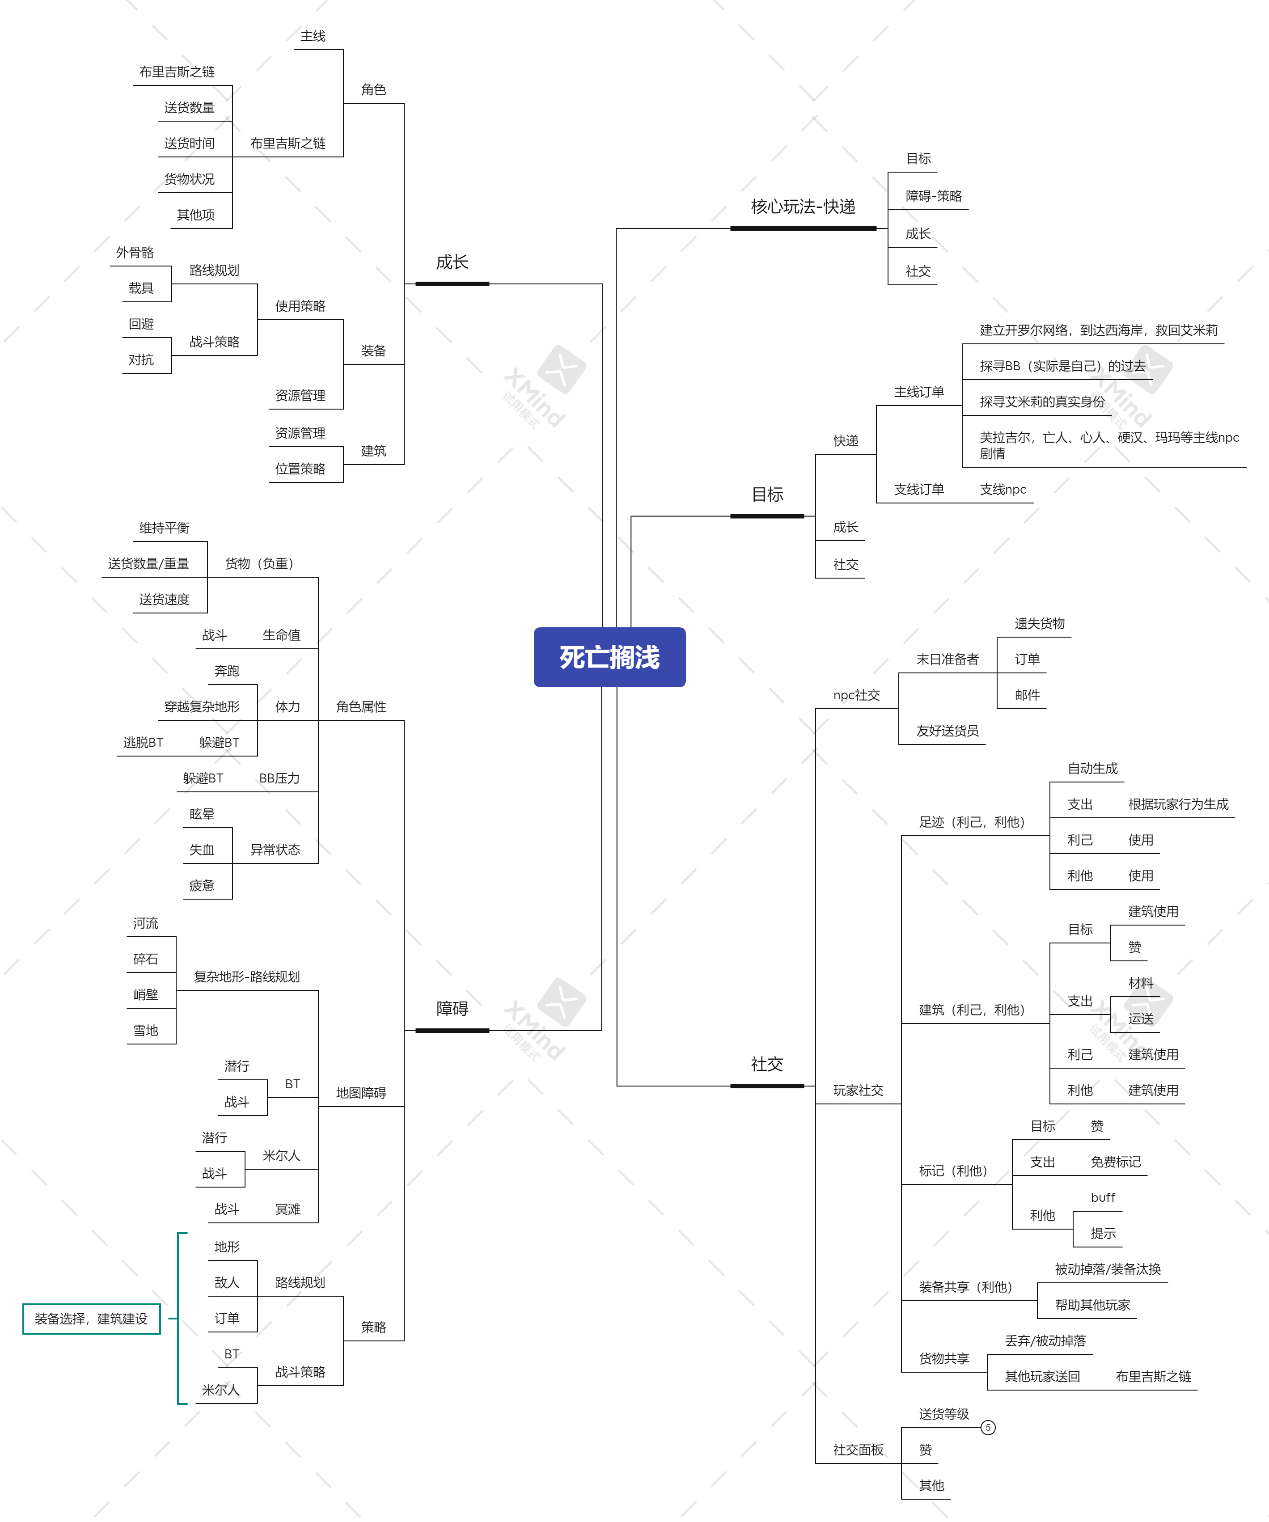 死亡搁浅
核心玩法-快递
目标
障碍-策略
成长
社交
目标
快递
主线订单
建立开罗尔网络，到达西海岸，救回艾米莉
探寻BB（实际是自己）的过去
探寻艾米莉的真实身份
芙拉吉尔，亡人、心人、硬汉、玛玛等主线npc
剧情
支线订单
支线npc
成长
社交
社交
npc社交
末日准备者
遗失货物
订单
邮件
友好送货员
玩家社交
足迹（利己，利他）
自动生成
支出
根据玩家行为生成
利己
使用
利他
使用
建筑（利己，利他）
目标
建筑使用
赞
支出
材料
运送
利己
建筑使用
利他
建筑使用
标记（利他）
目标
赞
支出
免费标记
利他
buff
提示
装备共享（利他）
被动掉落/装备汰换
帮助其他玩家
货物共享
丢弃/被动掉落
其他玩家送回
布里吉斯之链
社交面板
送货等级
5
赞
其他
成长
角色
主线
布里吉斯之链
布里吉斯之链
送货数量
送货时间
货物状况
其他项
装备
使用策略
路线规划
外骨骼
载具
战斗策略
回避
对抗
资源管理
建筑
资源管理
位置策略
障碍
角色属性
货物（负重）
维持平衡
送货数量/重量
送货速度
生命值
战斗
体力
奔跑
穿越复杂地形
躲避BT
逃脱BT
BB压力
躲避BT
异常状态
眩晕
失血
疲惫
地图障碍
复杂地形-路线规划
河流
碎石
峭壁
雪地
BT
潜行
战斗
米尔人
潜行
战斗
冥滩
战斗
策略
路线规划
地形
敌人
订单
战斗策略
BT
米尔人
装备选择，建筑建设
XMind
试用模式
XMind
试用模式
XMind
试用模式
XMind
试用模式